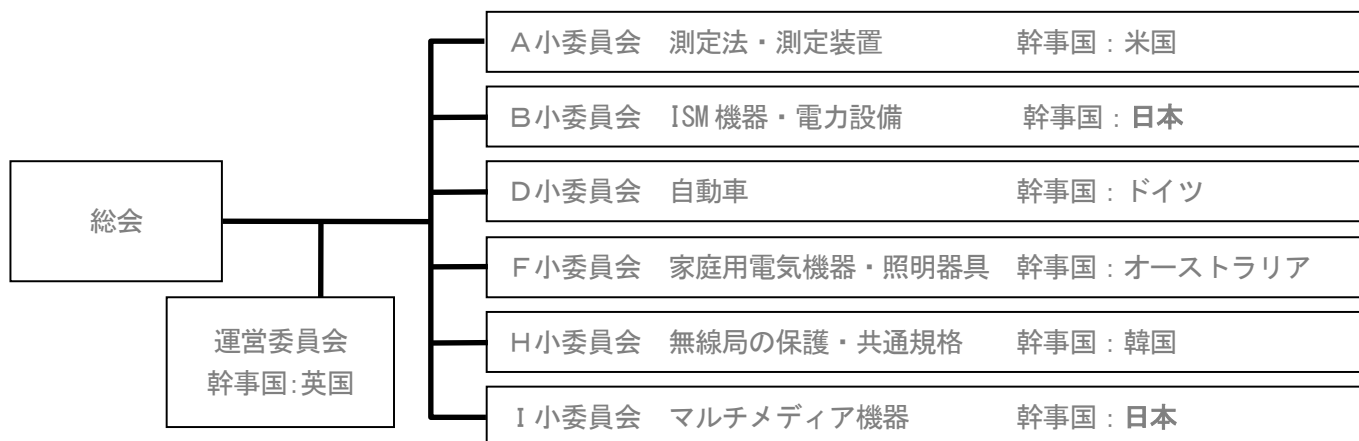 A小委員会 測定法・測定装置 幹事国：米国
B小委員会 ISM機器・電力設備 幹事国：日本
D小委員会 自動車 幹事国：ドイツ
総会
F小委員会 家庭用電気機器・照明器具 幹事国：オーストラリア
運営委員会
幹事国：英国
H小委員会 無線局の保護・共通規格 幹事国：韓国
I小委員会 マルチメディア機器 幹事国：日本